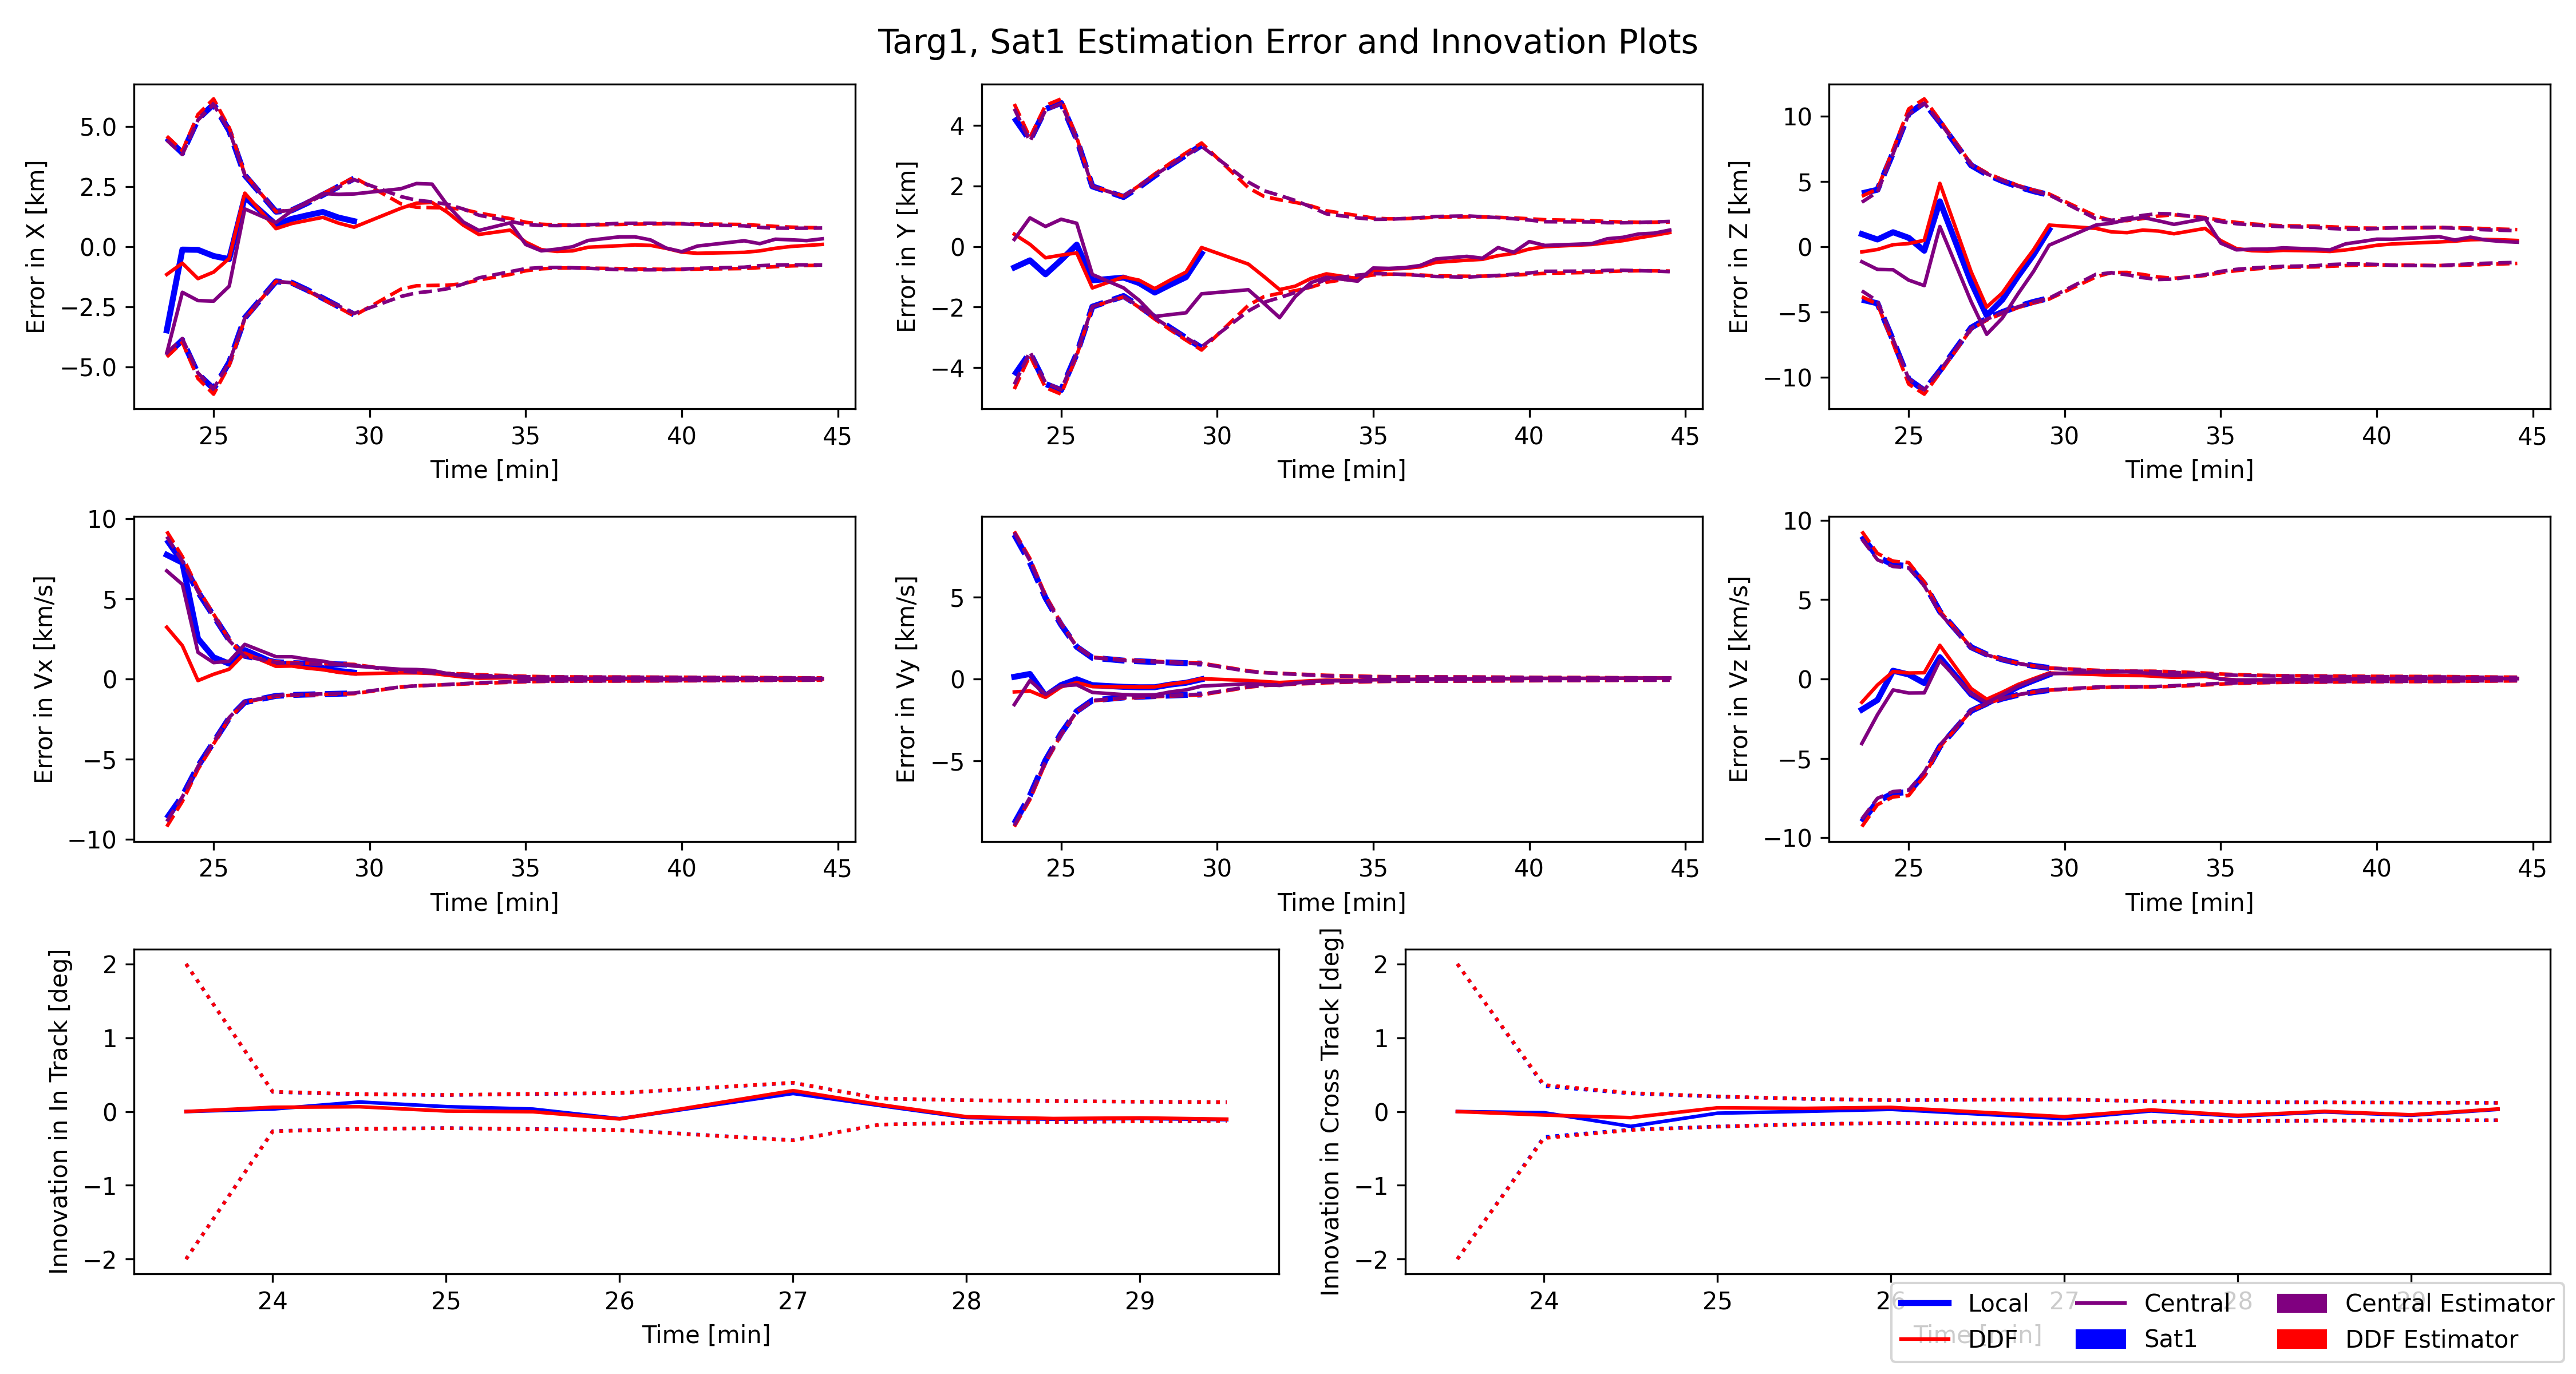 Targ1, Sat1 Estimation Error and Innovation Plots
Error in X [km]
5.0
2.5
0.0
−2.5
−5.0
25 30 35 40 45
Time [min]
Error in Y [km]
4
2
0
−2
−4
25 30 35 40 45
Time [min]
Error in Z [km]
10
5
0
−5
−10
25 30 35 40 45
Time [min]
Error in Vx [km/s]
10
5
0
−5
−10
25 30 35 40 45
Time [min]
Error in Vy [km/s]
5
0
−5
25 30 35 40 45
Time [min]
Error in Vz [km/s]
10
5
0
−5
−10
25 30 35 40 45
Time [min]
Innovation in In Track [deg]
2
1
0
−1
−2
24 25 26 27 28 29
Time [min]
Innovation in Cross Track [deg]
2
1
0
−1
−2
24 25 26 27 28 29
Time [min]
Local Central Central Estimator
DDF Sat1 DDF Estimator